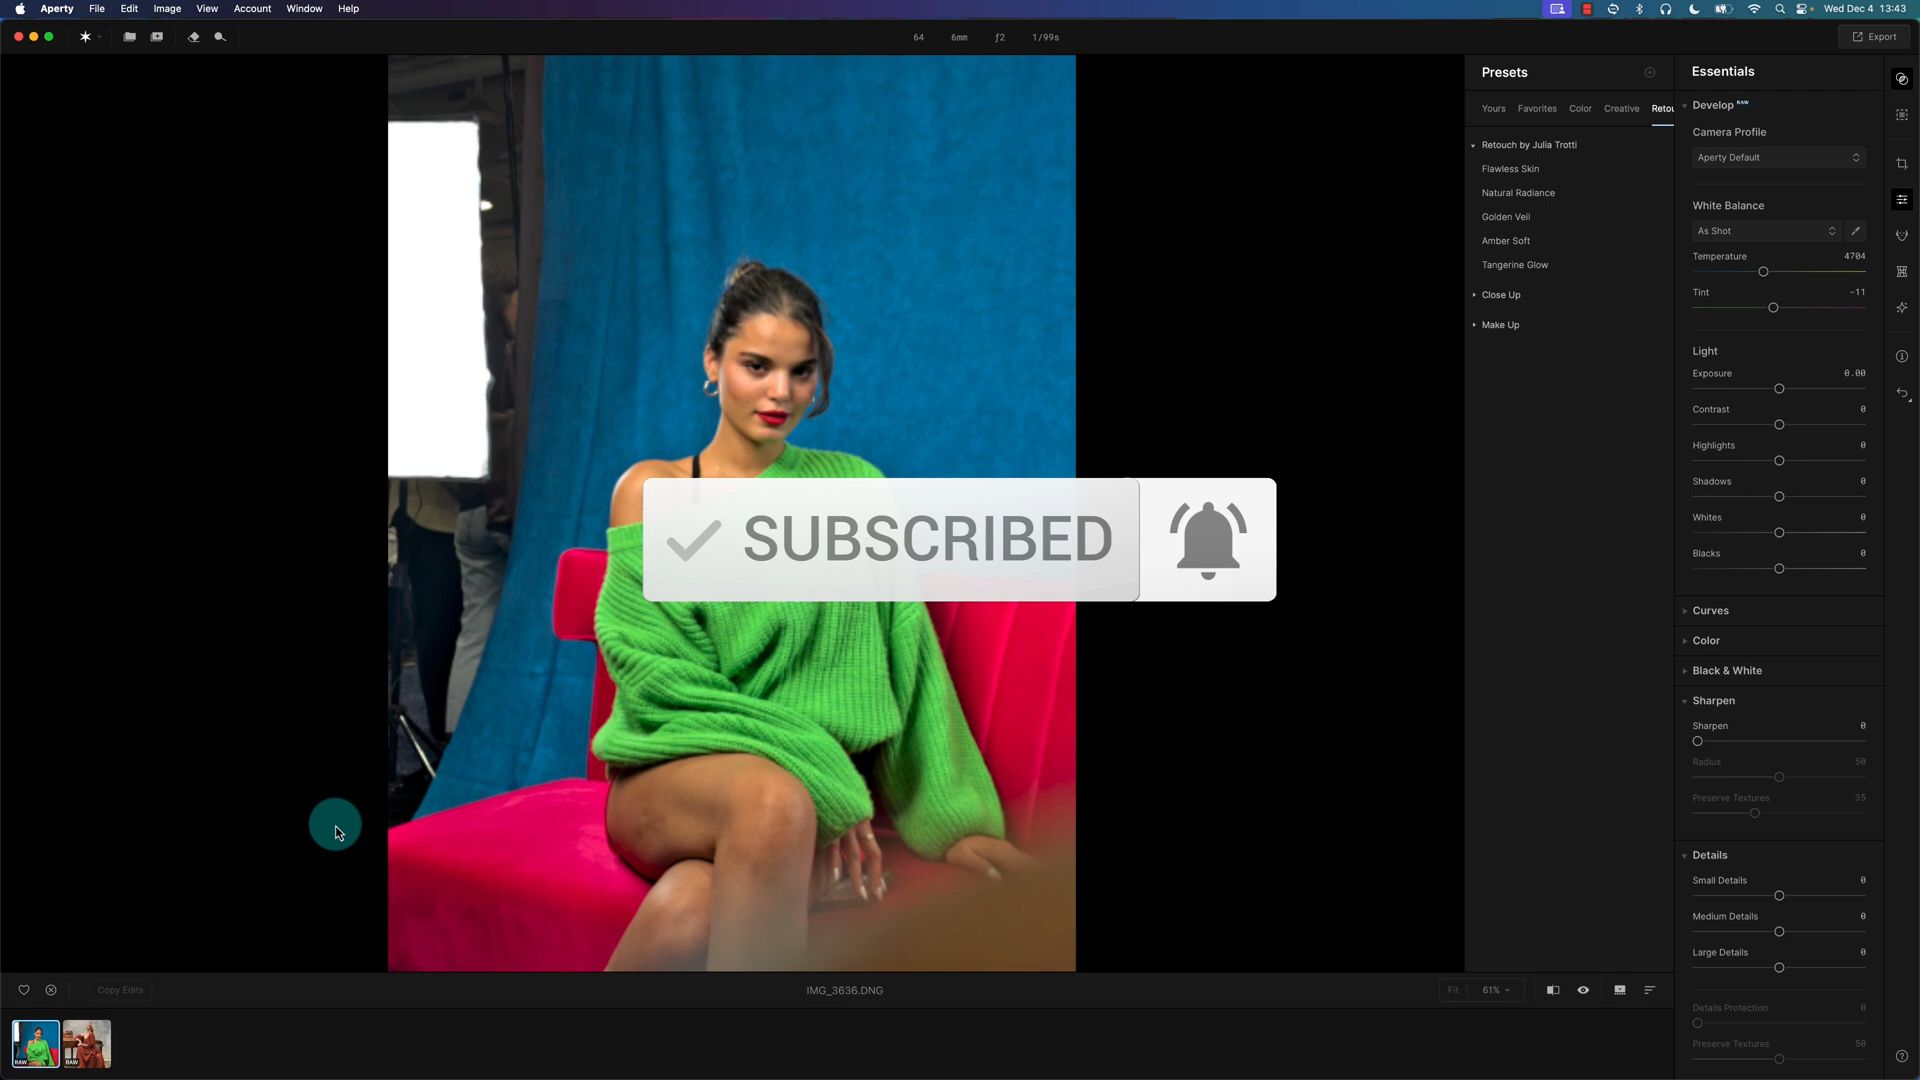 Aperty File Edit Image View Account Window Help
Wed Dec 4 13:43
64 6mm ƒ2 1/99s
Export
Presets
Yours Favorites Color Creative Retou
Retouch by Julia Trotti
Flawless Skin
Natural Radiance
Golden Veil
Amber Soft
Tangerine Glow
Close Up
Make Up
Essentials
Develop RAW
Camera Profile
Aperty Default
White Balance
As Shot
Temperature 4704
Tint -11
Light
Exposure 0.00
Contrast 0
Highlights 0
Shadows 0
Whites 0
Blacks 0
Curves
Color
Black & White
Sharpen
Sharpen 0
Radius 50
Preserve Textures 35
Details
Small Details 0
Medium Details 0
Large Details 0
Details Protection 0
Preserve Textures 50
SUBSCRIBED
Copy Edits
IMG_3636.DNG
Fit 61%
RAW
RAW